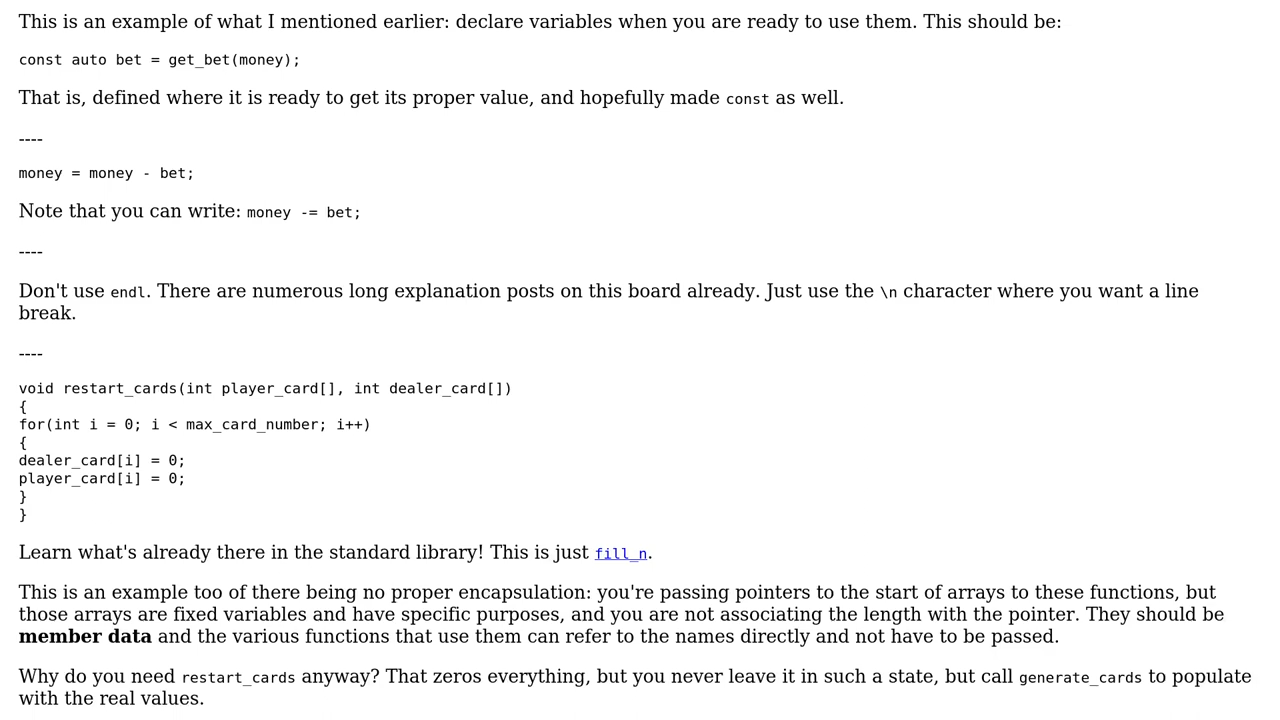 This is an example of what I mentioned earlier: declare variables when you are ready to use them. This should be:
const auto bet = get_bet(money);
That is, defined where it is ready to get its proper value, and hopefully made const as well.
----
money = money - bet;
Note that you can write: money -= bet;
----
Don't use endl. There are numerous long explanation posts on this board already. Just use the \n character where you want a line
break.
----
void restart_cards(int player_card[], int dealer_card[])
{
for(int i = 0; i < max_card_number; i++)
{
dealer_card[i] = 0;
player_card[i] = 0;
}
}
Learn what's already there in the standard library! This is just fill_n.
This is an example too of there being no proper encapsulation: you're passing pointers to the start of arrays to these functions, but
those arrays are fixed variables and have specific purposes, and you are not associating the length with the pointer. They should be
member data and the various functions that use them can refer to the names directly and not have to be passed.
Why do you need restart_cards anyway? That zeros everything, but you never leave it in such a state, but call generate_cards to populate
with the real values.